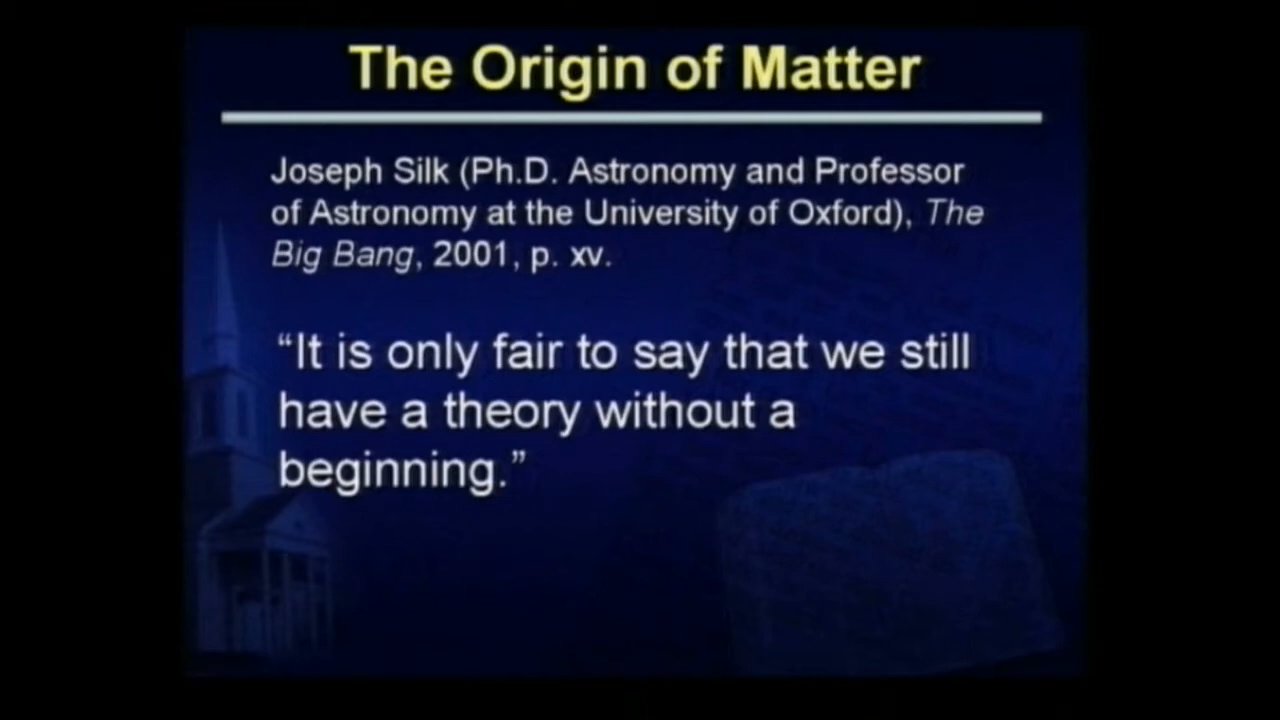 The Origin of Matter
Joseph Silk (Ph.D. Astronomy and Professor
of Astronomy at the University of Oxford), The
Big Bang, 2001, p. xv.
“It is only fair to say that we still
have a theory without a
beginning.”